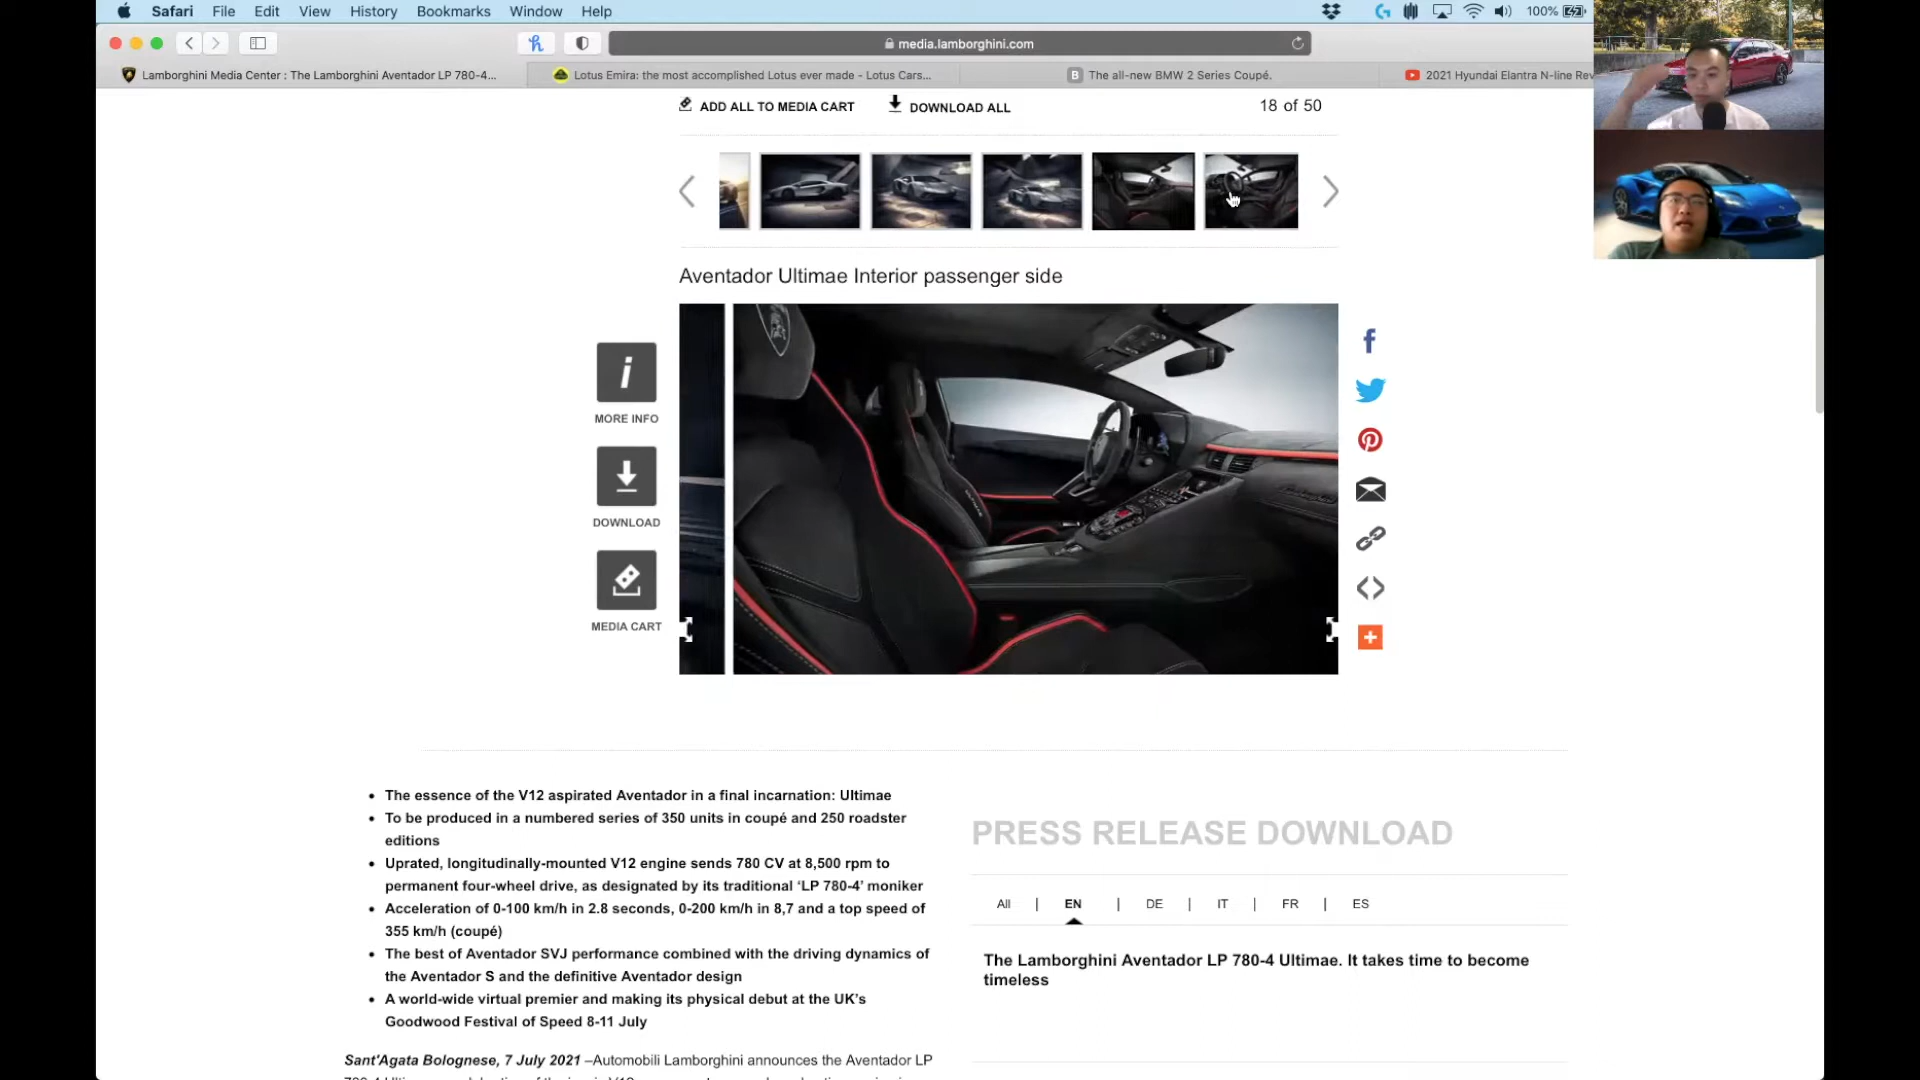 Safari File Edit View History Bookmarks Window Help 100%
media.lamborghini.com
Lamborghini Media Center : The Lamborghini Aventador LP 780-4...
Lotus Emira: the most accomplished Lotus ever made - Lotus Cars...
The all-new BMW 2 Series Coupé.
2021 Hyundai Elantra N-line Rev
ADD ALL TO MEDIA CART
DOWNLOAD ALL
18 of 50
Aventador Ultimae Interior passenger side
MORE INFO
DOWNLOAD
MEDIA CART
The essence of the V12 aspirated Aventador in a final incarnation: Ultimae
To be produced in a numbered series of 350 units in coupé and 250 roadster
editions
Uprated, longitudinally-mounted V12 engine sends 780 CV at 8,500 rpm to
permanent four-wheel drive, as designated by its traditional ‘LP 780-4’ moniker
Acceleration of 0-100 km/h in 2.8 seconds, 0-200 km/h in 8,7 and a top speed of
355 km/h (coupé)
The best of Aventador SVJ performance combined with the driving dynamics of
the Aventador S and the definitive Aventador design
A world-wide virtual premier and making its physical debut at the UK’s
Goodwood Festival of Speed 8-11 July
Sant'Agata Bolognese, 7 July 2021 –Automobili Lamborghini announces the Aventador LP
PRESS RELEASE DOWNLOAD
All | EN | DE | IT | FR | ES
The Lamborghini Aventador LP 780-4 Ultimae. It takes time to become
timeless